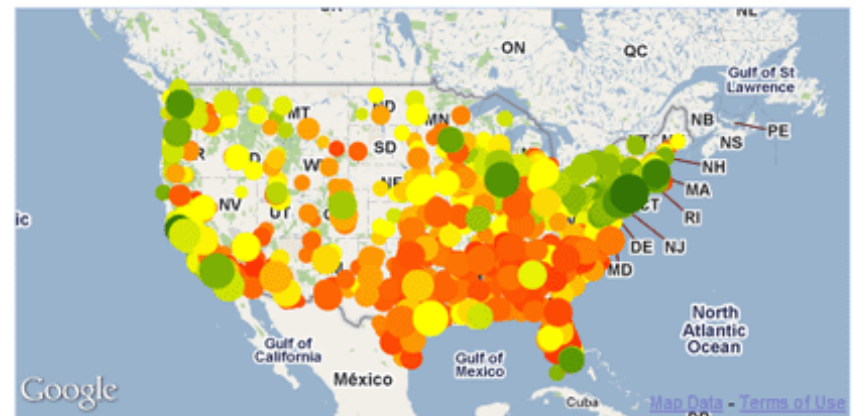 NL
ON
QC
Gulf of St
Lawrence
NB
PE
NS
MT
ND
MN
NH
SD
MA
NV
UT
CT
RI
DE
NJ
MD
ic
North
Atlantic
Ocean
Gulf of
California
Gulf of
Mexico
México
Cuba
Google
Map Data - Terms of Use